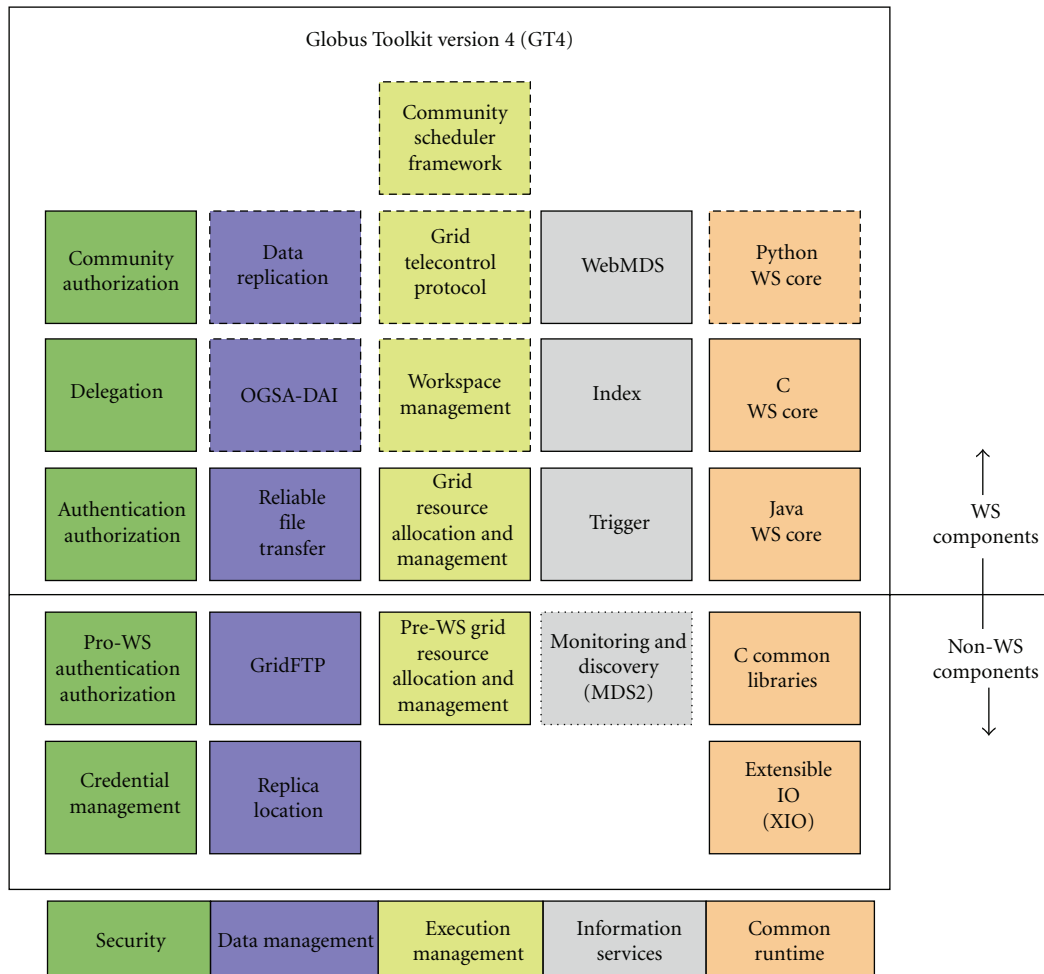 Globus Toolkit version 4 (GT4)
Community
scheduler
framework
Community
authorization
Data
replication
Grid
telecontrol
protocol
WebMDS
Python
WS core
Delegation
OGSA-DAI
Workspace
management
Index
C
WS core
Authentication
authorization
Reliable
file
transfer
Grid
resource
allocation and
management
Trigger
Java
WS core
WS
components
Pro-WS
authentication
authorization
GridFTP
Pre-WS grid
resource
allocation and
management
Monitoring and
discovery
(MDS2)
C common
libraries
Non-WS
components
Credential
management
Replica
location
Extensible
IO
(XIO)
Security
Data management
Execution
management
Information
services
Common
runtime